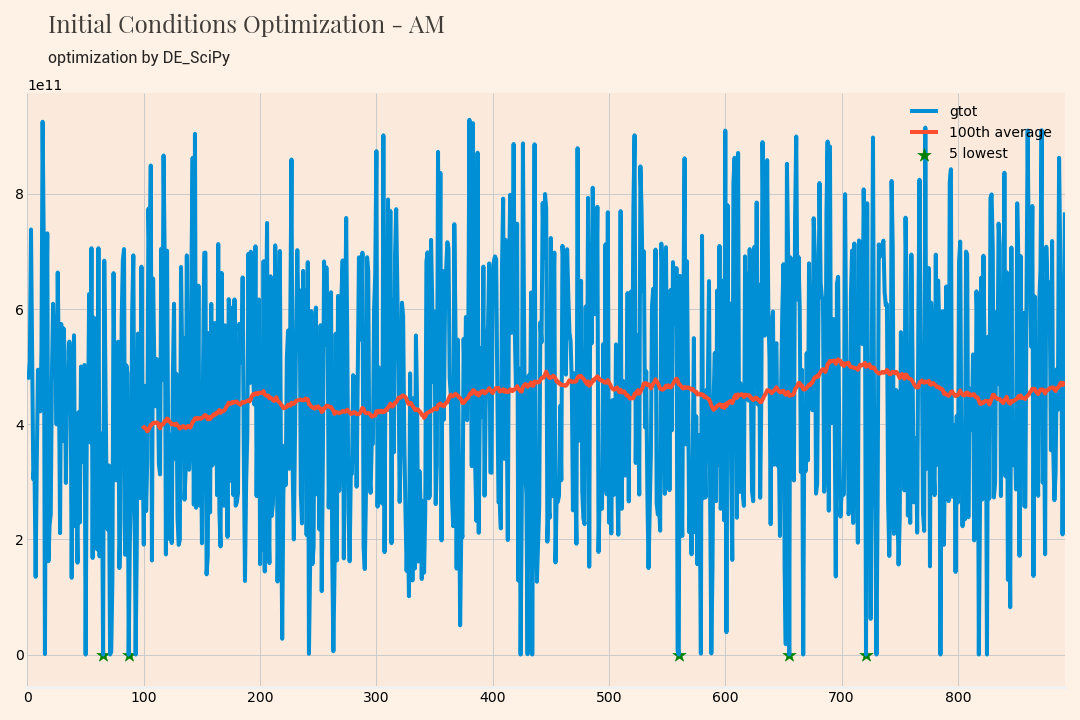 Initial Conditions Optimization - AM
optimization by DE_SciPy
1e11
gtot
100th average
5 lowest
8
6
4
2
0
0 100 200 300 400 500 600 700 800